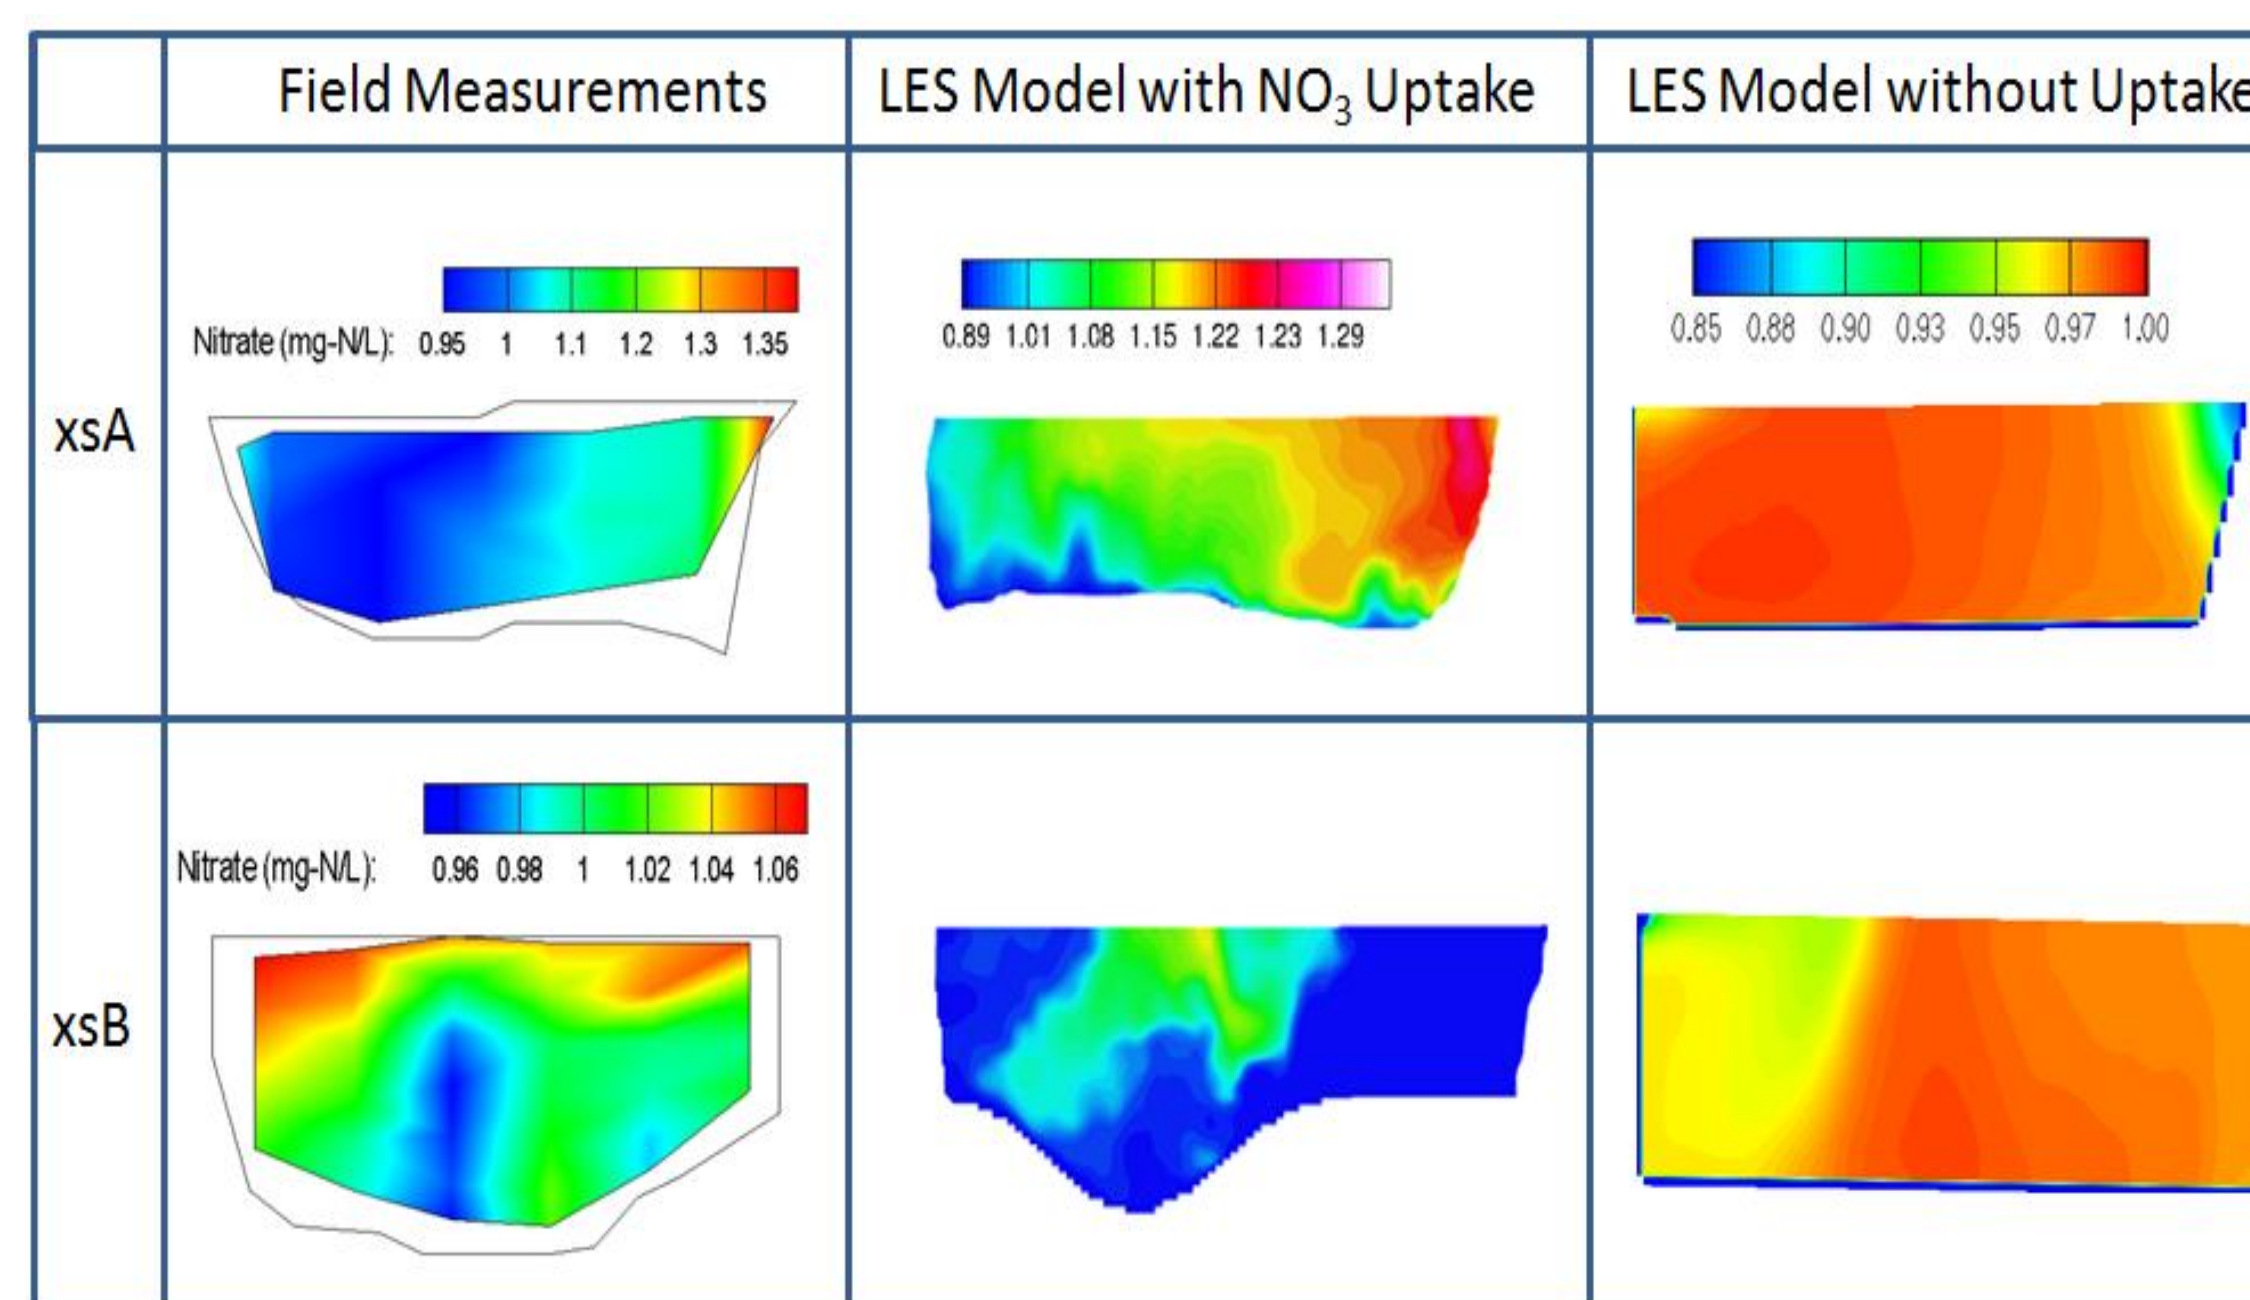 Field Measurements
LES Model with NO₃ Uptake
LES Model without Uptake
xsA
Nitrate (mg-N/L): 0.95 1 1.1 1.2 1.3 1.35
0.89 1.01 1.08 1.15 1.22 1.23 1.29
0.85 0.88 0.90 0.93 0.95 0.97 1.00
xsB
Nitrate (mg-N/L): 0.96 0.98 1 1.02 1.04 1.06